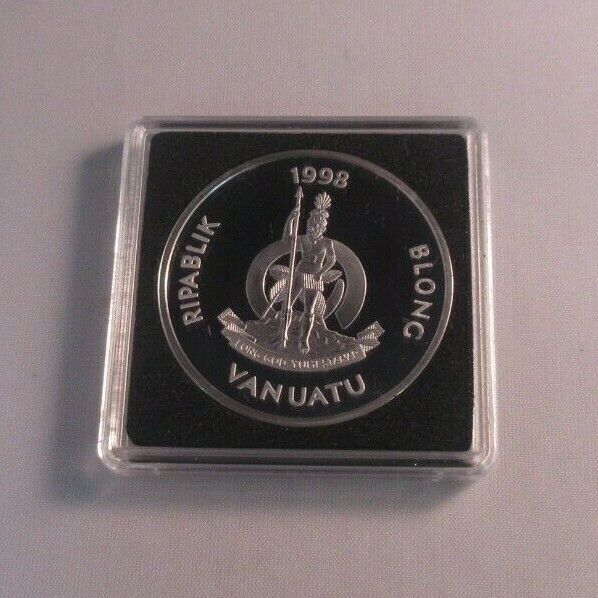 1998
RIPABLIK BLONG
VANUATU
LONG GOD YUMI STANAP